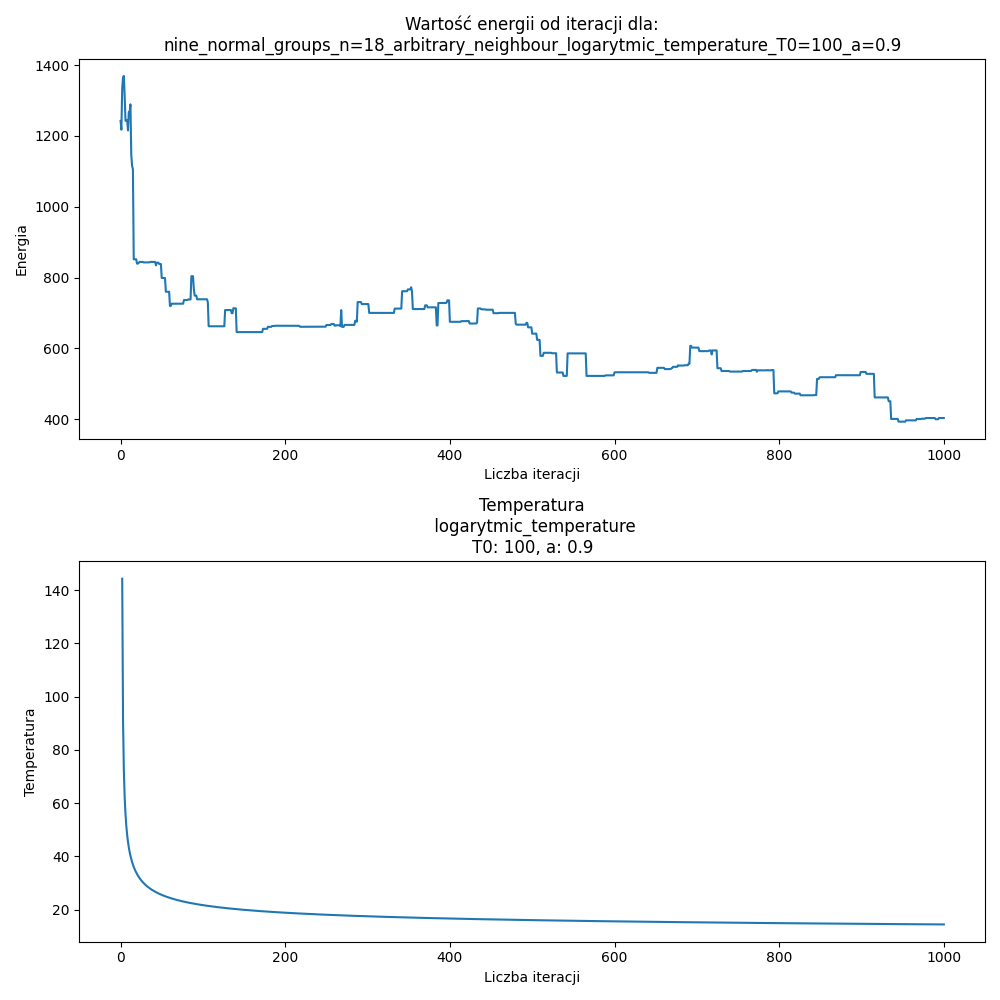 Wartość energii od iteracji dla:
nine_normal_groups_n=18_arbitrary_neighbour_logarytmic_temperature_T0=100_a=0.9
1400
1200
1000
800
600
400
Energia
0 200 400 600 800 1000
Liczba iteracji
Temperatura
logarytmic_temperature
T0: 100, a: 0.9
140
120
100
80
60
40
20
Temperatura
0 200 400 600 800 1000
Liczba iteracji